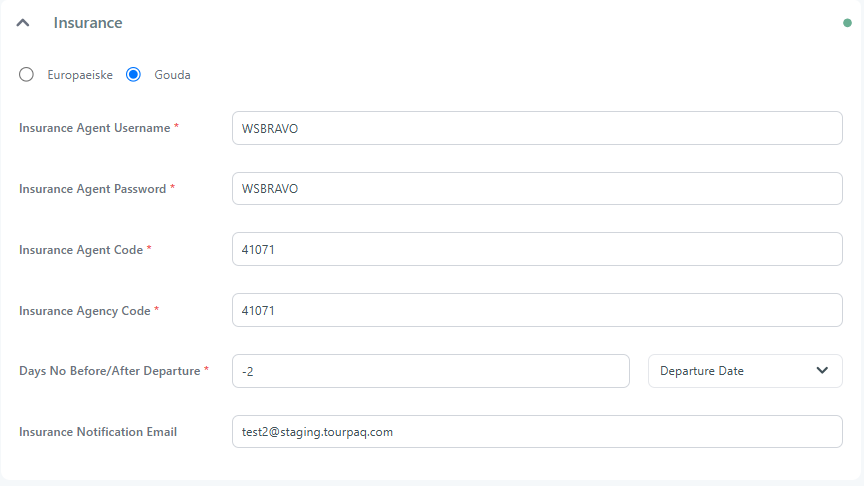 Insurance
Europaeiske Gouda
Insurance Agent Username * WSBRAVO
Insurance Agent Password * WSBRAVO
Insurance Agent Code * 41071
Insurance Agency Code * 41071
Days No Before/After Departure * -2 Departure Date
Insurance Notification Email test2@staging.tourpaq.com